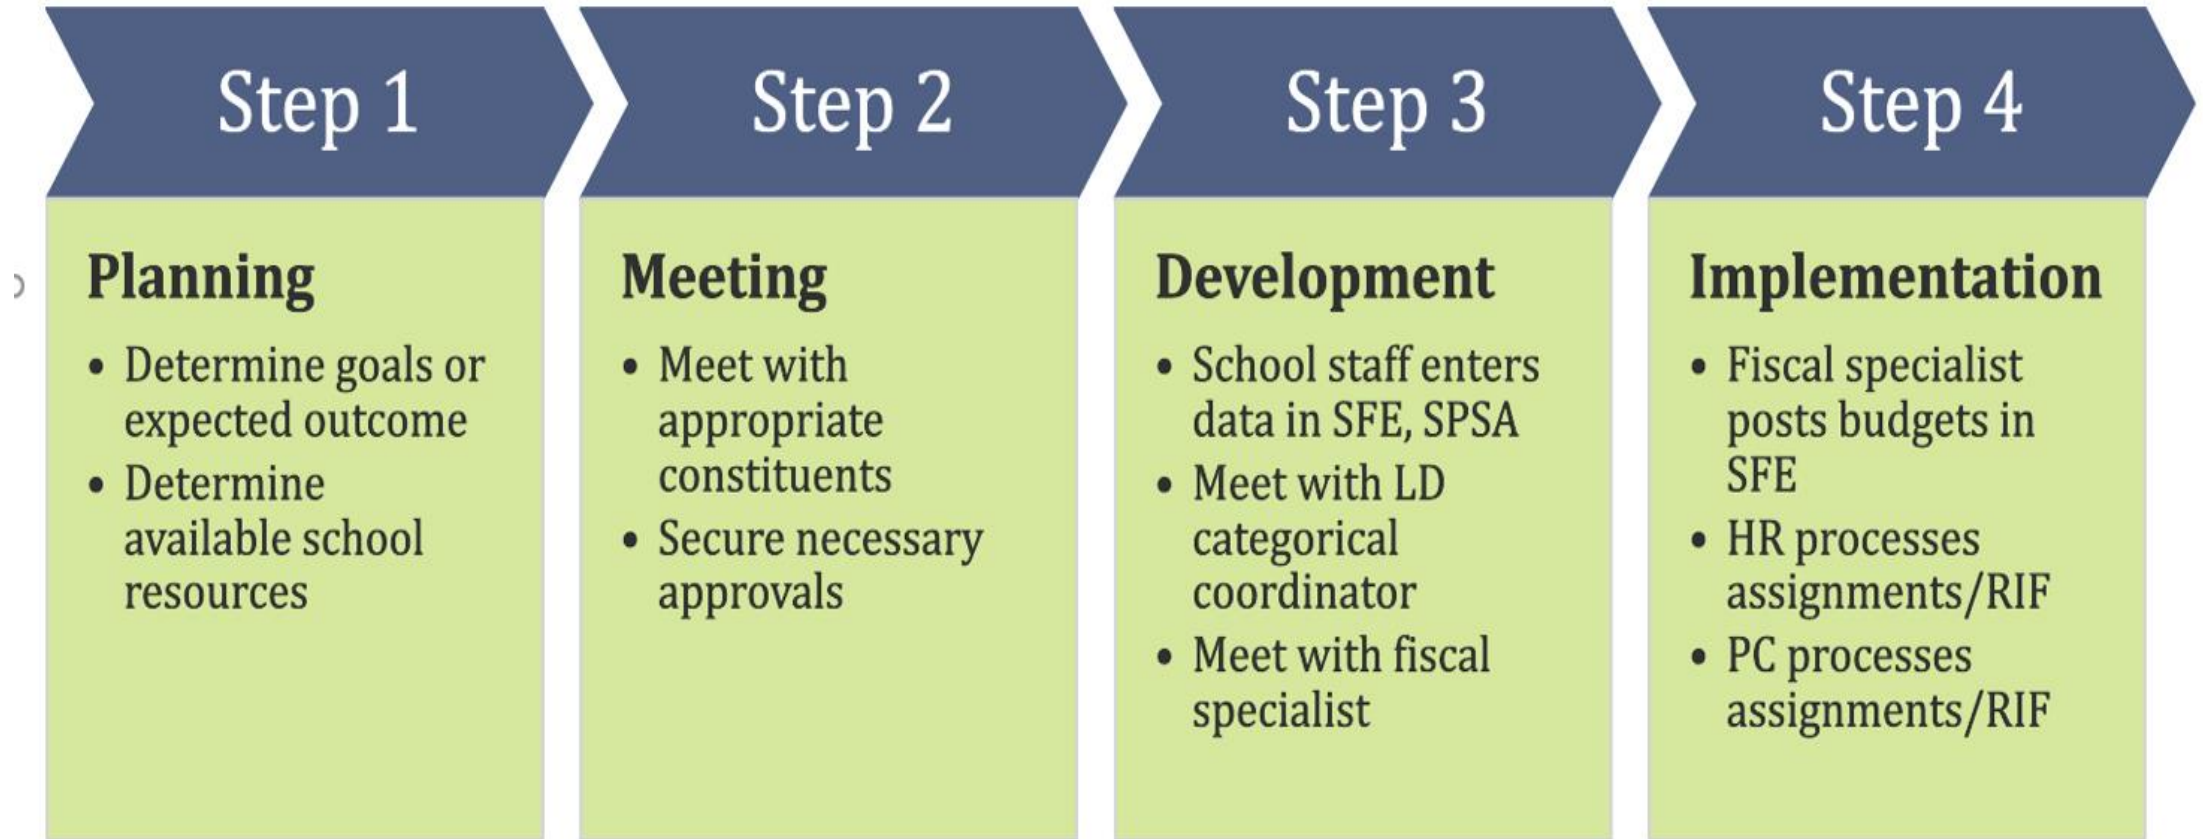 Step 1
Planning
• Determine goals or
expected outcome
• Determine
available school
resources
Step 2
Meeting
• Meet with
appropriate
constituents
• Secure necessary
approvals
Step 3
Development
• School staff enters
data in SFE, SPSA
• Meet with LD
categorical
coordinator
• Meet with fiscal
specialist
Step 4
Implementation
• Fiscal specialist
posts budgets in
SFE
• HR processes
assignments/RIF
• PC processes
assignments/RIF